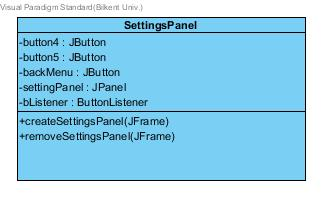 Visual Paradigm Standard(Bilkent Univ.)
SettingsPanel
-button4 : JButton
-button5 : JButton
-backMenu : JButton
-settingPanel : JPanel
-bListener : ButtonListener
+createSettingsPanel(JFrame)
+removeSettingsPanel(JFrame)